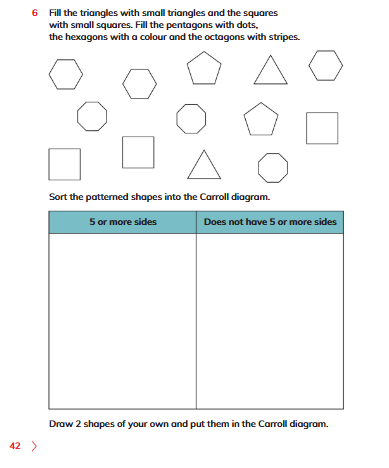 6 Fill the triangles with small triangles and the squares
with small squares. Fill the pentagons with dots,
the hexagons with a colour and the octagons with stripes.
Sort the patterned shapes into the Carroll diagram.
5 or more sides
Does not have 5 or more sides
Draw 2 shapes of your own and put them in the Carroll diagram.
42 >